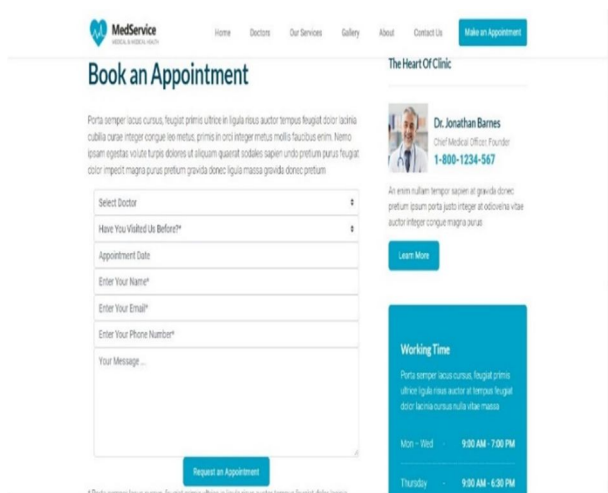 MedService
MEDICAL & MEDICAL HEALTH
Home Doctors Our Services Gallery About Contact Us Make an Appointment
Book an Appointment
Porta semper lacus cursus, feugiat primis ultrice in ligula risus auctor tempus feugiat dolor lacinia
cubilia curae integer congue leo metus, primis in orci integer metus mollis faucibus enim. Nemo
ipsam egestas volute turpis dolores ut aliquam quaerat sodales sapien undo pretium purus feugiat
color impedit magna purus pretium gravida donec ligula massa gravida donec pretium
Select Doctor
Have You Visited Us Before?*
Appointment Date
Enter Your Name*
Enter Your Email*
Enter Your Phone Number*
Your Message ...
Request an Appointment
The Heart Of Clinic
Dr. Jonathan Barnes
Chief Medical Officer, Founder
1-800-1234-567
An enim nullam tempor sapien at gravida donec
pretium ipsum porta justo integer at odiovelna vitae
auctor integer congue magna purus
Learn More
Working Time
Porta semper lacus cursus, feugiat primis
ultrice ligula risus auctor at tempus feugiat
dolor lacinia cursus nulla vitae massa
Mon – Wed - 9:00 AM - 7:00 PM
Thursday - 9:00 AM - 6:30 PM